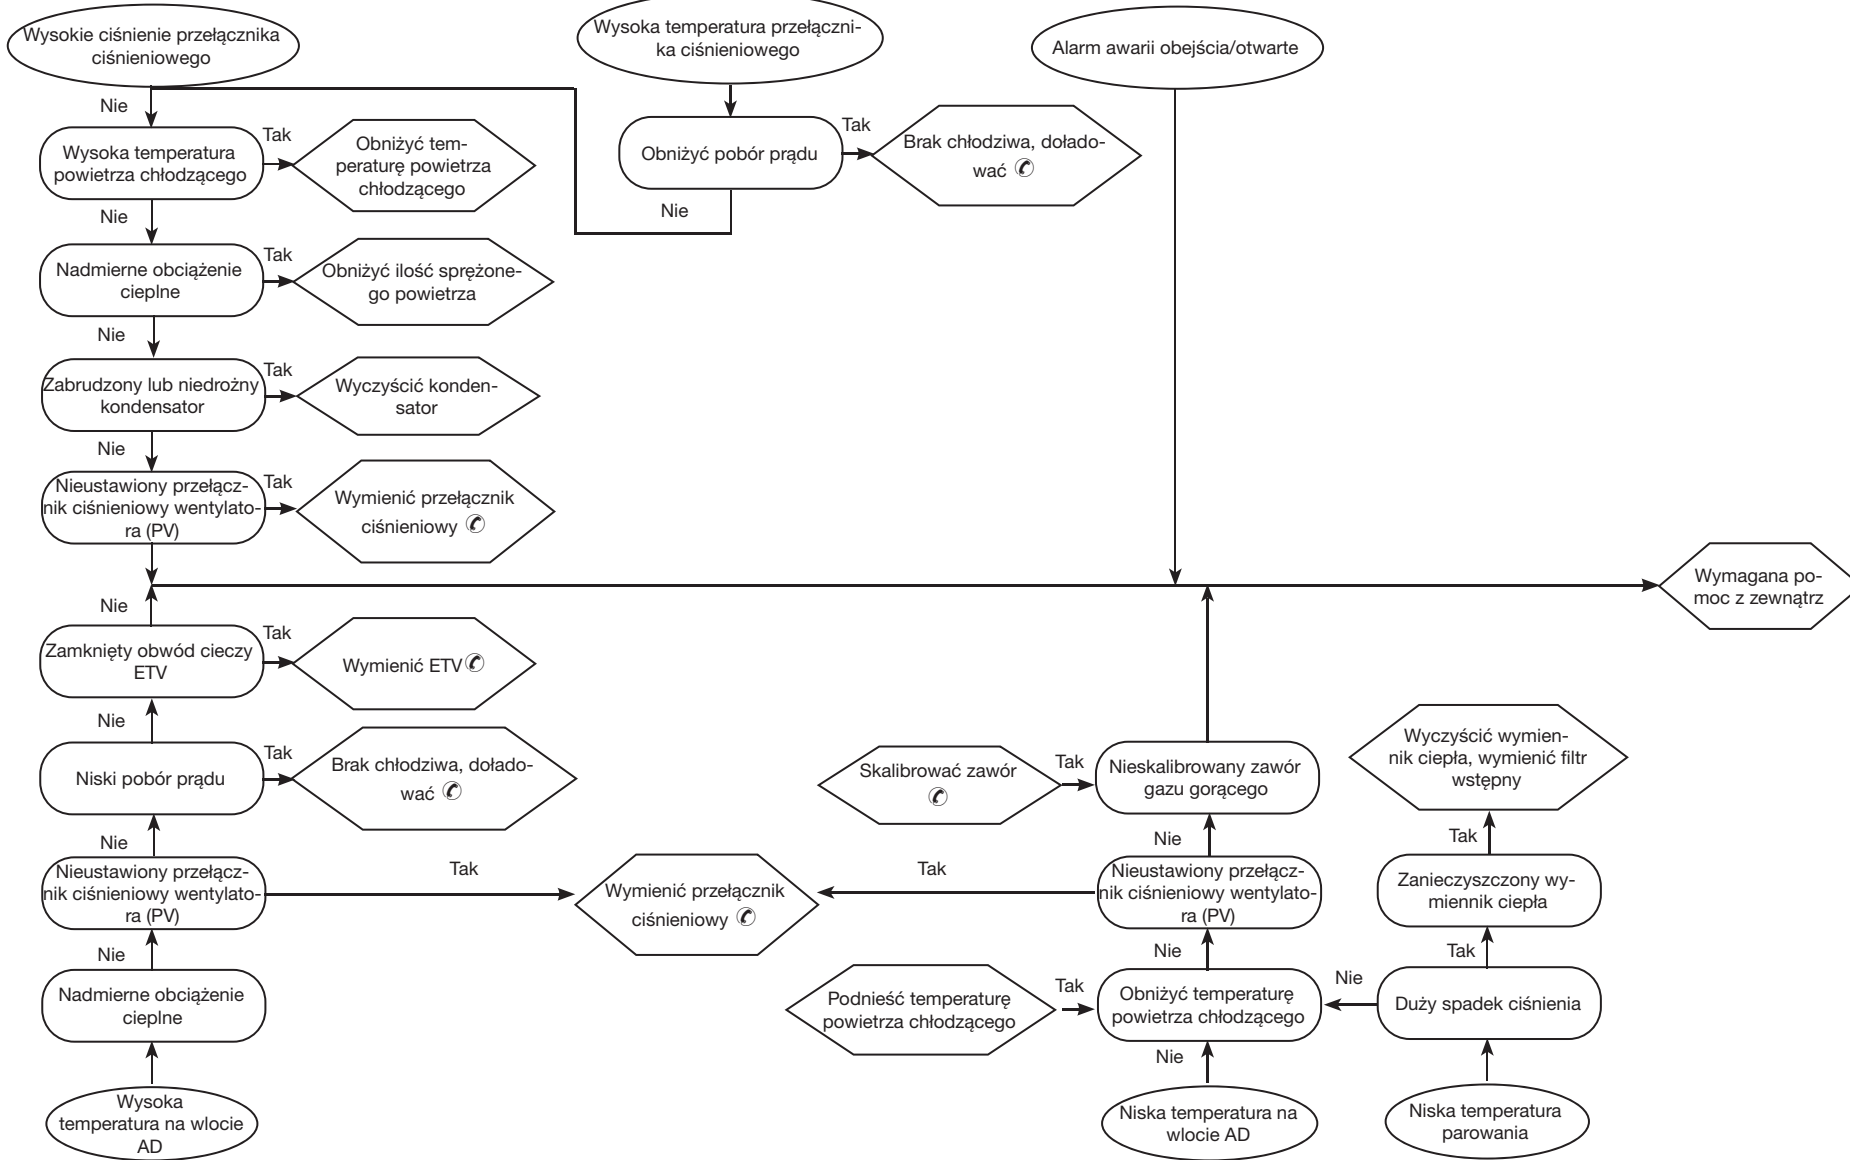 Wysokie ciśnienie przełącznika
ciśnieniowego
Wysoka temperatura przełączni-
ka ciśnieniowego
Alarm awarii obejścia/otwarte
Nie
Wysoka temperatura
powietrza chłodzącego
Tak
Obniżyć tem-
peraturę powietrza
chłodzącego
Obniżyć pobór prądu
Tak
Brak chłodziwa, dołado-
wać ✆
Nie
Nie
Nadmierne obciążenie
cieplne
Tak
Obniżyć ilość sprężone-
go powietrza
Nie
Zabrudzony lub niedrożny
kondensator
Tak
Wyczyścić konden-
sator
Nie
Nieustawiony przełącz-
nik ciśnieniowy wentylato-
ra (PV)
Tak
Wymienić przełącznik
ciśnieniowy ✆
Wymagana po-
moc z zewnątrz
Nie
Zamknięty obwód cieczy
ETV
Tak
Wymienić ETV ✆
Nie
Niski pobór prądu
Tak
Brak chłodziwa, dołado-
wać ✆
Skalibrować zawór
✆
Tak
Nieskalibrowany zawór
gazu gorącego
Wyczyścić wymien-
nik ciepła, wymienić filtr
wstępny
Nie
Nie
Tak
Nieustawiony przełącz-
nik ciśnieniowy wentylato-
ra (PV)
Tak
Wymienić przełącznik
ciśnieniowy ✆
Tak
Nieustawiony przełącz-
nik ciśnieniowy wentylato-
ra (PV)
Zanieczyszczony wy-
miennik ciepła
Nie
Nie
Tak
Nadmierne obciążenie
cieplne
Podnieść temperaturę
powietrza chłodzącego
Tak
Obniżyć temperaturę
powietrza chłodzącego
Nie
Duży spadek ciśnienia
Nie
Wysoka
temperatura na wlocie
AD
Niska temperatura na
wlocie AD
Niska temperatura
parowania